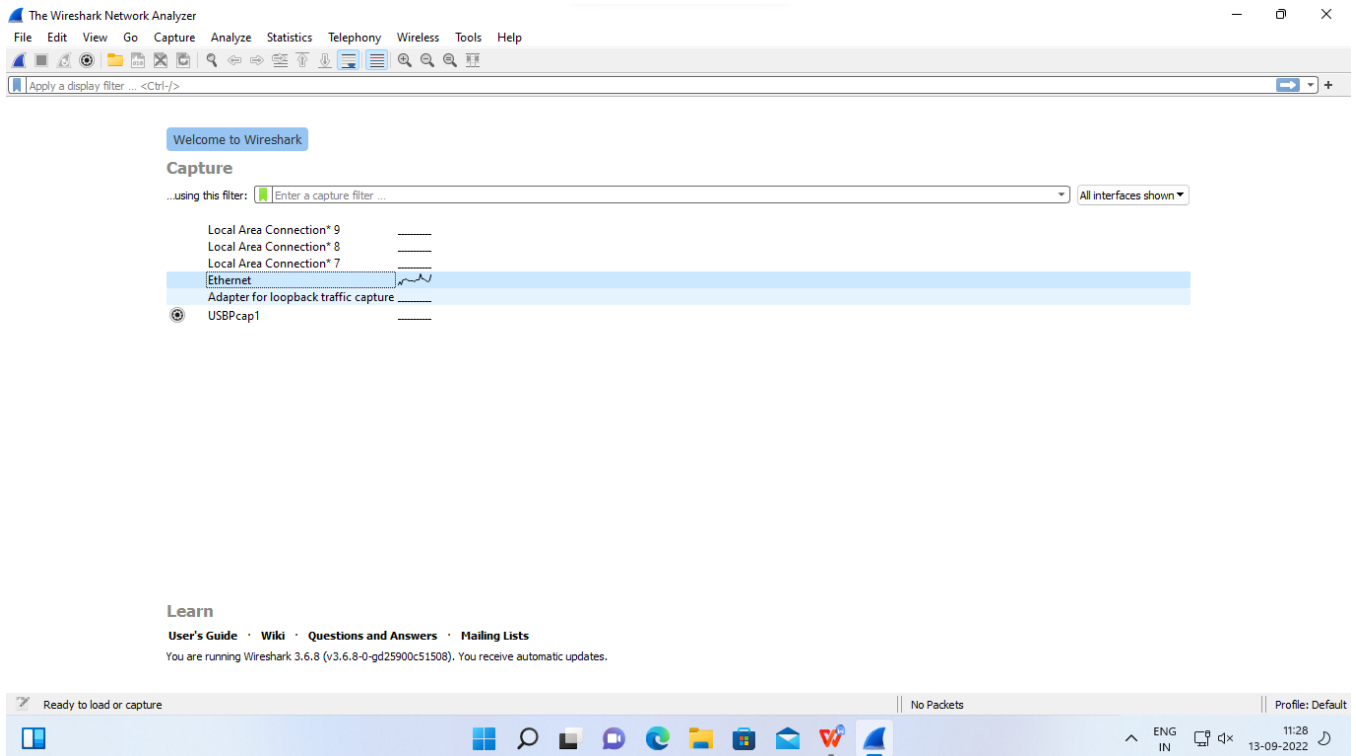 The Wireshark Network Analyzer
File Edit View Go Capture Analyze Statistics Telephony Wireless Tools Help
Apply a display filter ... <Ctrl-/>
+
Welcome to Wireshark
Capture
...using this filter: Enter a capture filter ... All interfaces shown
Local Area Connection* 9
Local Area Connection* 8
Local Area Connection* 7
Ethernet
Adapter for loopback traffic capture
USBPcap1
Learn
User's Guide · Wiki · Questions and Answers · Mailing Lists
You are running Wireshark 3.6.8 (v3.6.8-0-gd25900c51508). You receive automatic updates.
Ready to load or capture No Packets Profile: Default
ENG 11:28
IN 13-09-2022